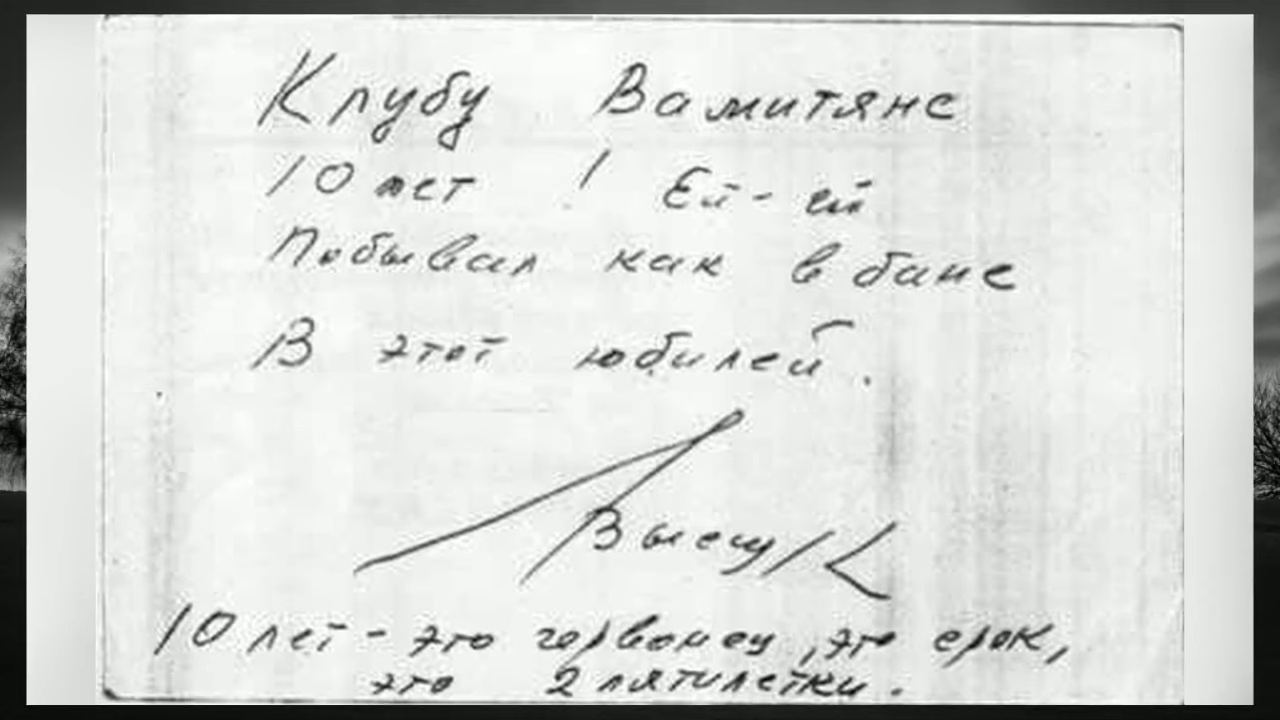 Клубу Вамитяне
10 лет ! Ей-ей
Побывал как в бане
В этот юбилей.
Высоц
10 лет - это червонец, это срок,
это 2 пятилетки.